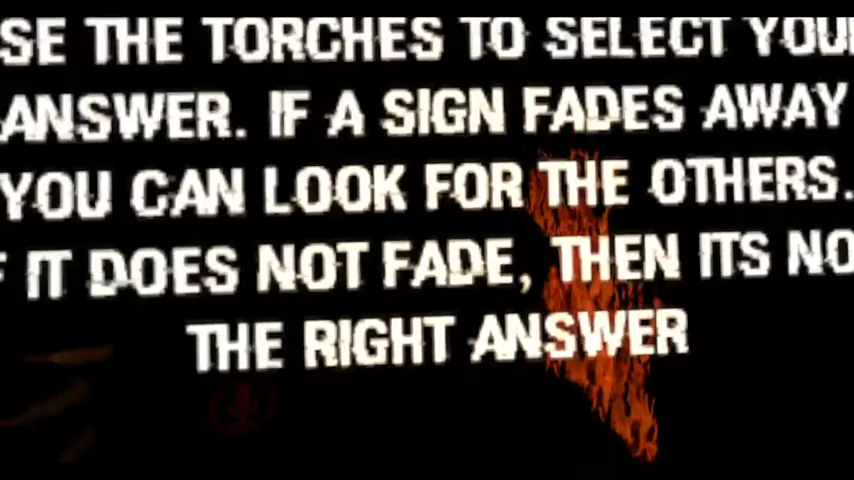 SE THE TORCHES TO SELECT YOU
ANSWER. IF A SIGN FADES AWAY
YOU CAN LOOK FOR THE OTHERS.
IT DOES NOT FADE, THEN ITS NO
THE RIGHT ANSWER